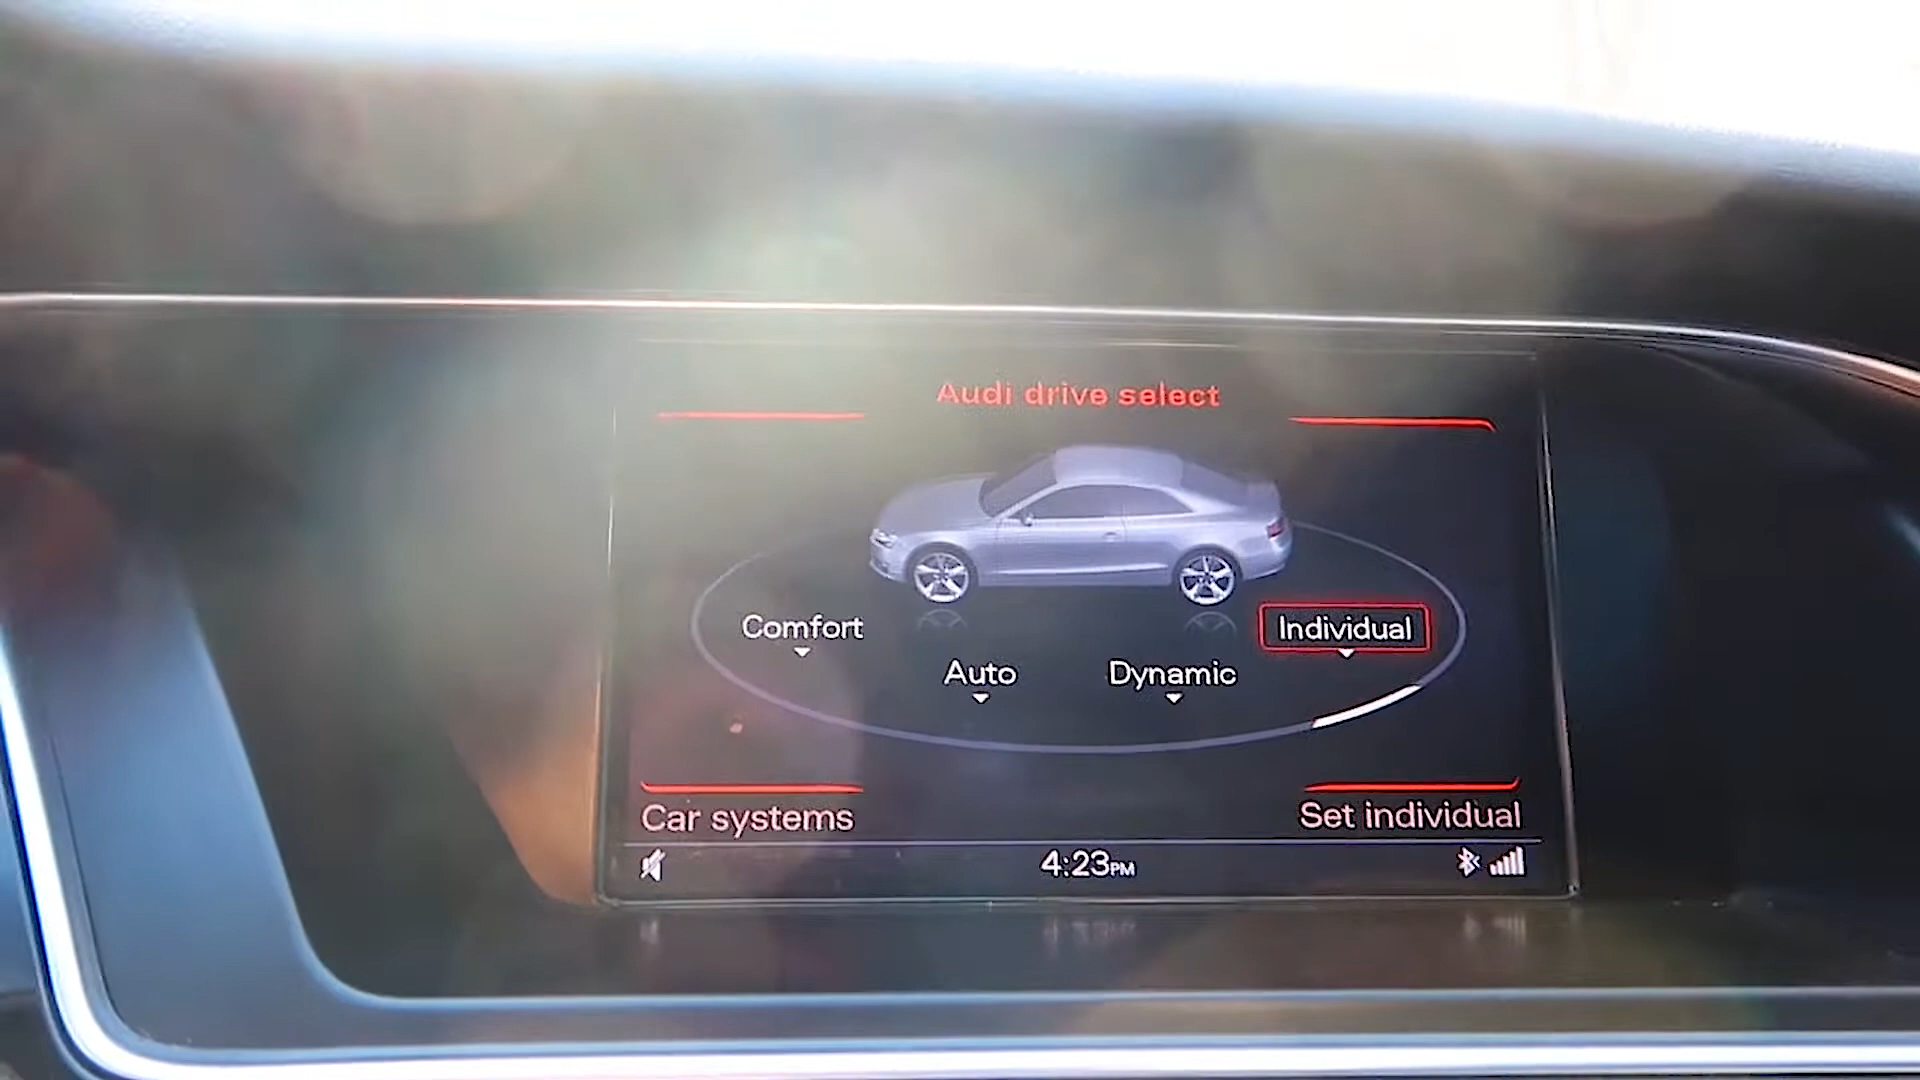 Audi drive select
Comfort
Individual
Auto
Dynamic
Car systems
Set individual
4:23PM